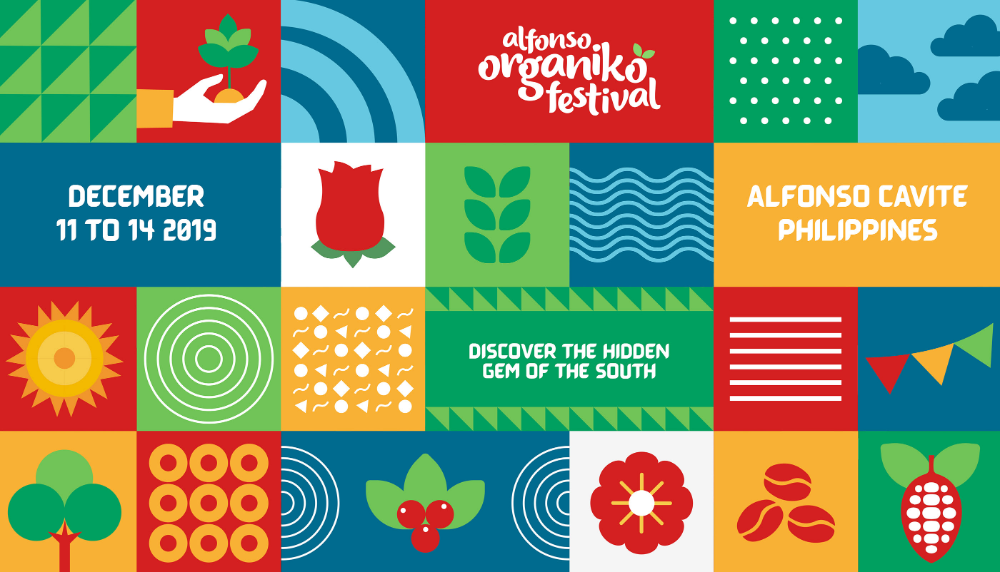 alfonso
organiko
festival
DECEMBER
11 TO 14 2019
ALFONSO CAVITE
PHILIPPINES
DISCOVER THE HIDDEN
GEM OF THE SOUTH